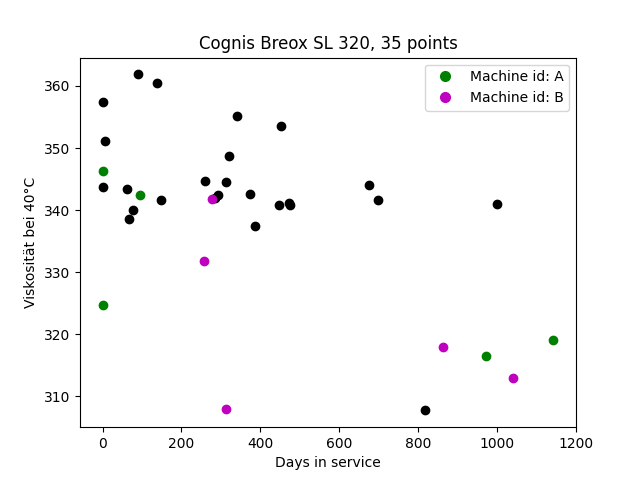 Cognis Breox SL 320, 35 points
Machine id: A
Machine id: B
Viskosität bei 40°C
360
350
340
330
320
310
0 200 400 600 800 1000 1200
Days in service